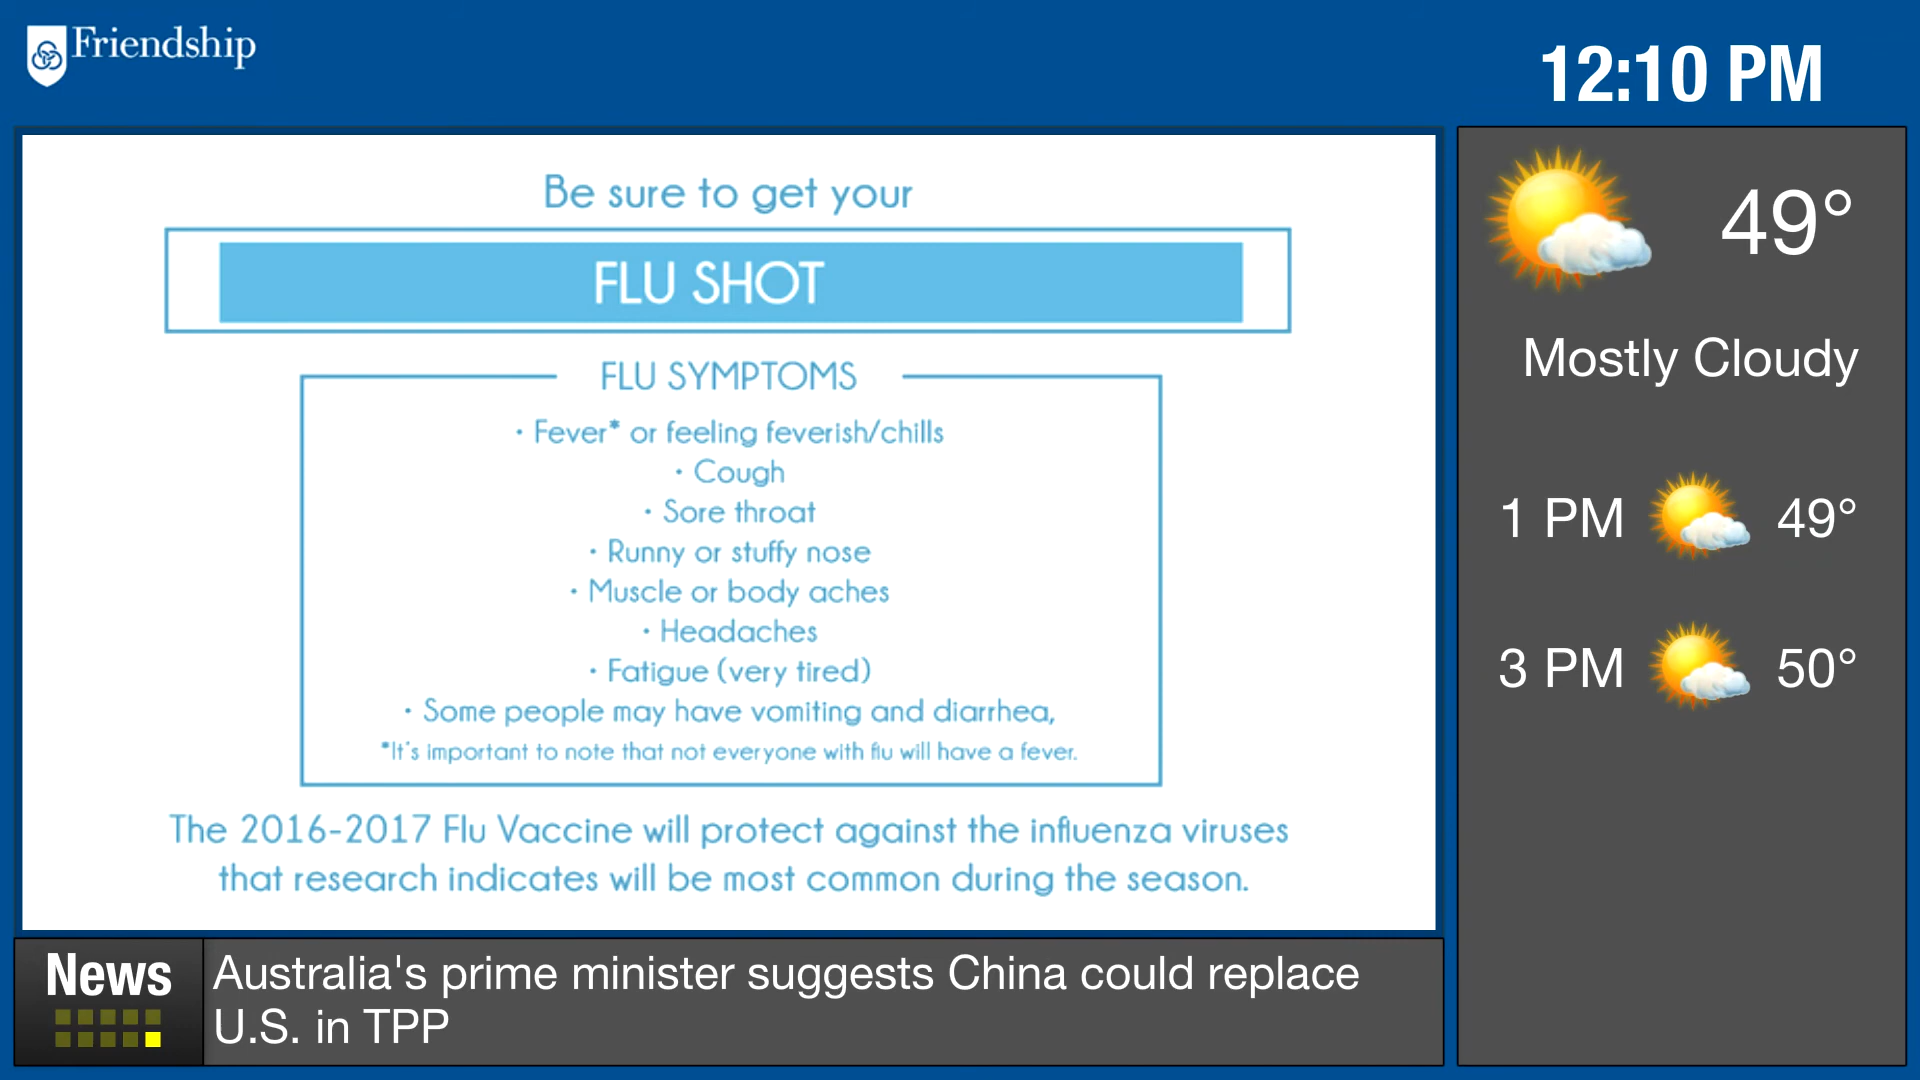 Friendship
12:10 PM
Be sure to get your
FLU SHOT
FLU SYMPTOMS
• Fever* or feeling feverish/chills
• Cough
• Sore throat
• Runny or stuffy nose
• Muscle or body aches
• Headaches
• Fatigue (very tired)
• Some people may have vomiting and diarrhea,
*It's important to note that not everyone with flu will have a fever.
The 2016-2017 Flu Vaccine will protect against the influenza viruses
that research indicates will be most common during the season.
49°
Mostly Cloudy
1 PM 49°
3 PM 50°
News
Australia's prime minister suggests China could replace
U.S. in TPP